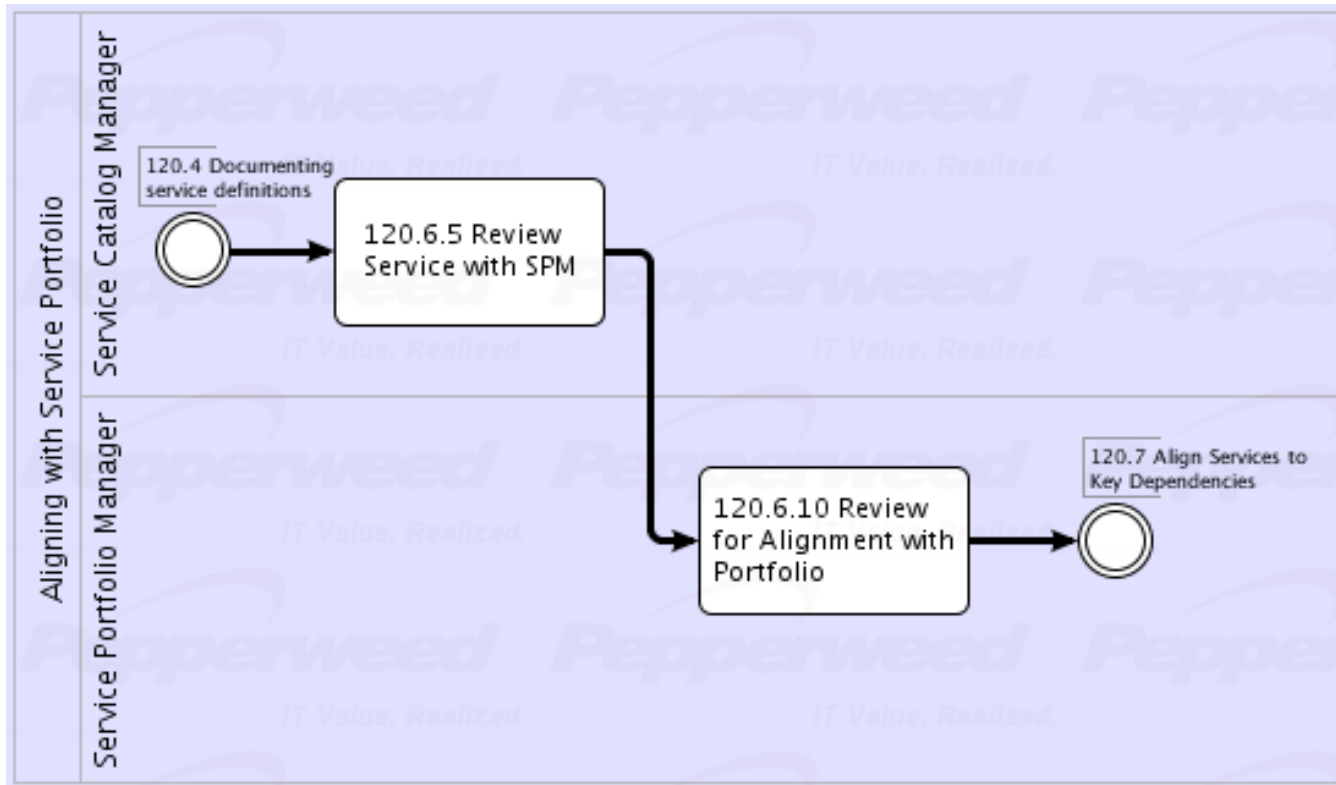 Aligning with Service Portfolio
Service Catalog Manager
120.4 Documenting
service definitions
120.6.5 Review
Service with SPM
Service Portfolio Manager
120.6.10 Review
for Alignment with
Portfolio
120.7 Align Services to
Key Dependencies
Pepperweed
IT Value. Realized.